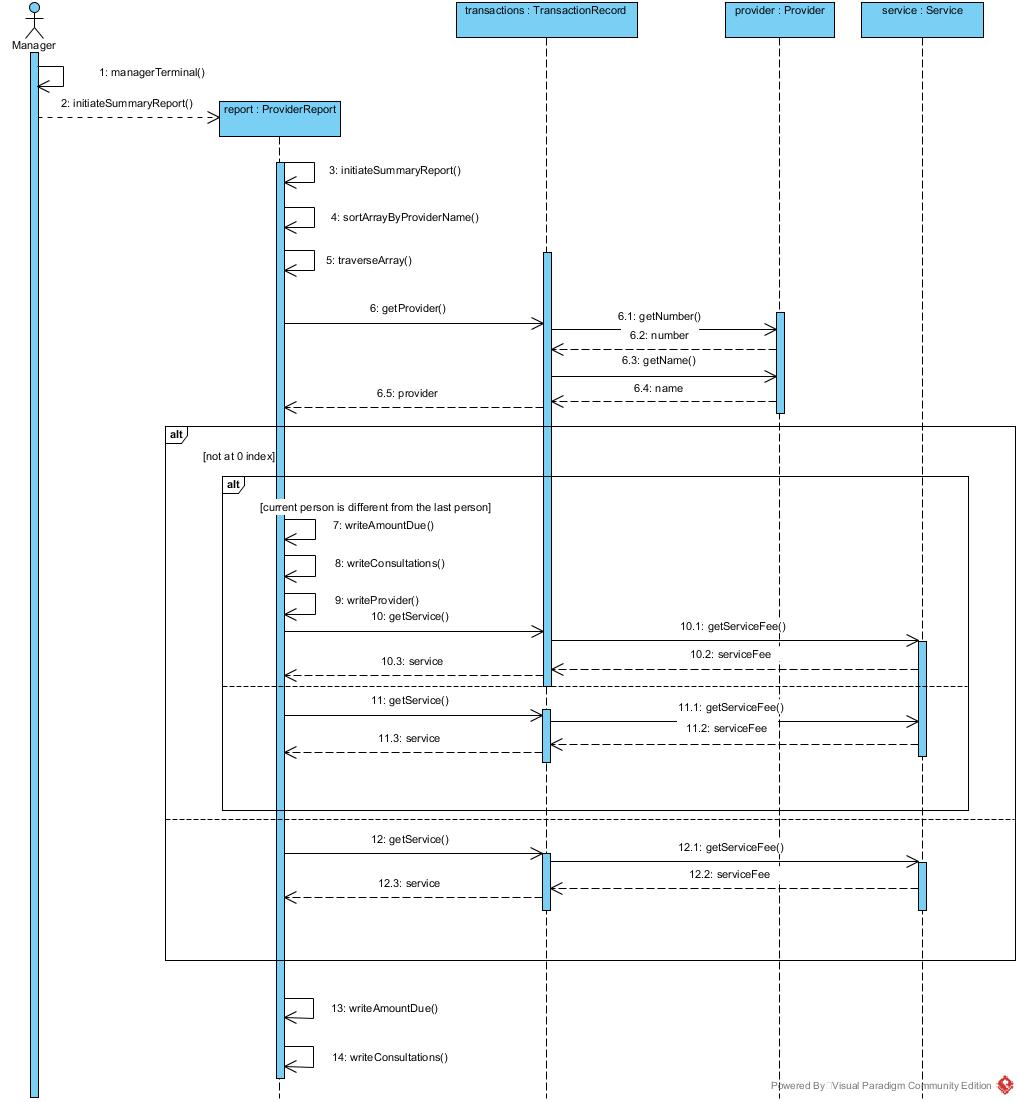 transactions : TransactionRecord
provider : Provider
service : Service
Manager
1: managerTerminal()
2: initiateSummaryReport()
report : ProviderReport
3: initiateSummaryReport()
4: sortArrayByProviderName()
5: traverseArray()
6: getProvider()
6.1: getNumber()
6.2: number
6.3: getName()
6.4: name
6.5: provider
alt
[not at 0 index]
alt
[current person is different from the last person]
7: writeAmountDue()
8: writeConsultations()
9: writeProvider()
10: getService()
10.1: getServiceFee()
10.2: serviceFee
10.3: service
11: getService()
11.1: getServiceFee()
11.2: serviceFee
11.3: service
12: getService()
12.1: getServiceFee()
12.2: serviceFee
12.3: service
13: writeAmountDue()
14: writeConsultations()
Powered By Visual Paradigm Community Edition